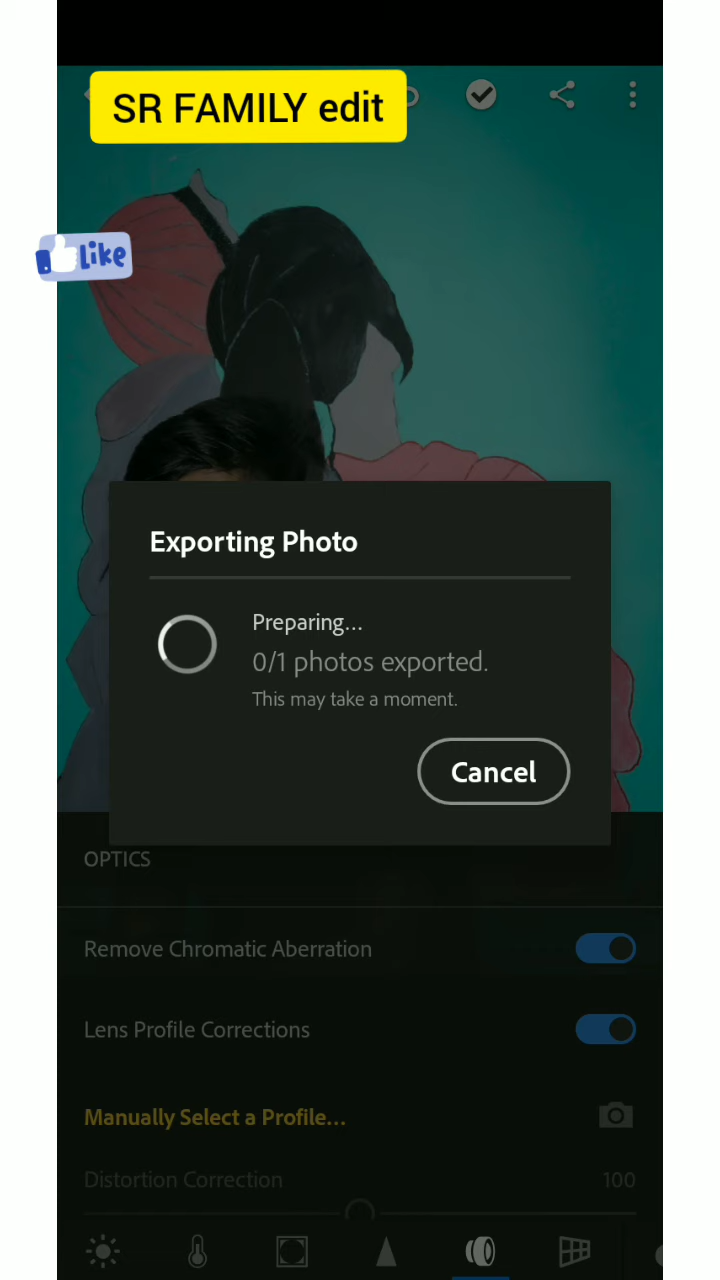 SR FAMILY edit
Like
Exporting Photo
Preparing...
0/1 photos exported.
This may take a moment.
Cancel
OPTICS
Remove Chromatic Aberration
Lens Profile Corrections
Manually Select a Profile...
Distortion Correction 100